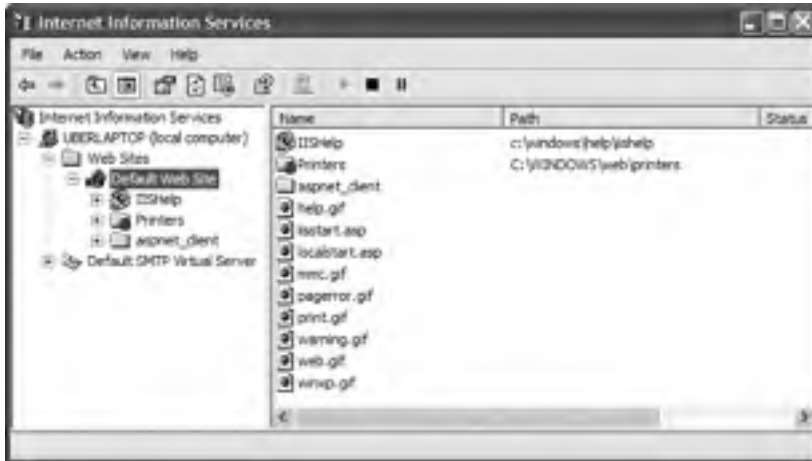 Internet Information Services
File Action View Help
Internet Information Services
UBERLAPTOP (local computer)
Web Sites
Default Web Site
IISHelp
Printers
aspnet_client
Default SMTP Virtual Server
Name Path Status
IISHelp c:\windows\help\iishelp
Printers C:\WINDOWS\web\printers
aspnet_client
help.gif
iisstart.asp
localstart.asp
mmc.gif
pagerror.gif
print.gif
warning.gif
web.gif
winxp.gif